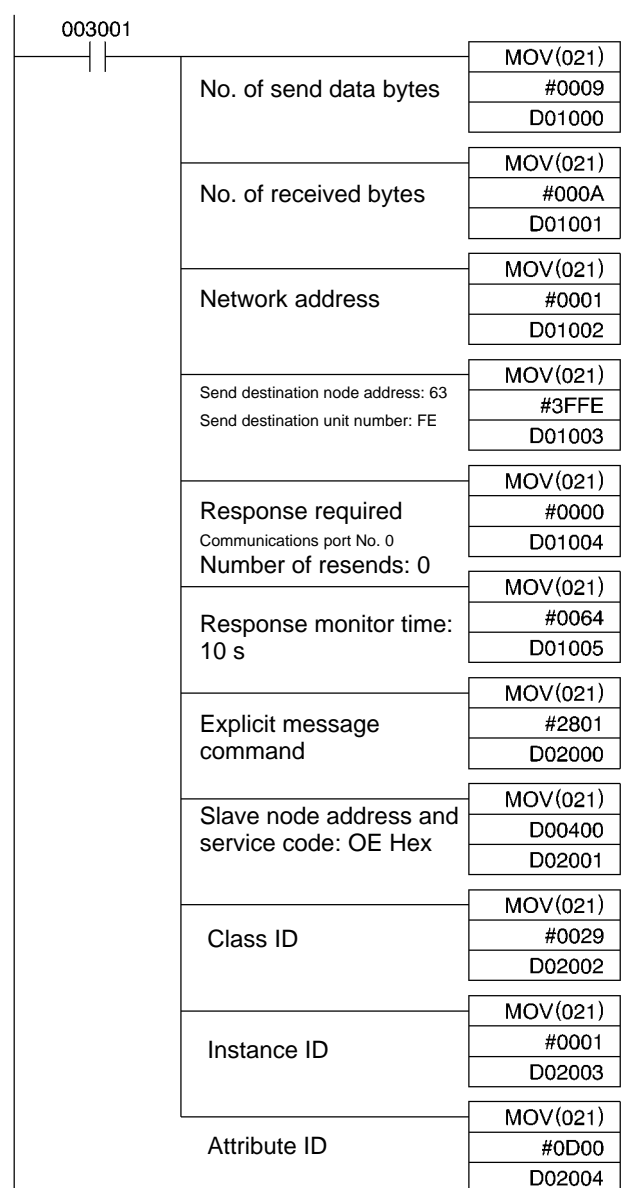 003001
MOV(021)
No. of send data bytes
#0009
D01000
MOV(021)
No. of received bytes
#000A
D01001
MOV(021)
Network address
#0001
D01002
MOV(021)
Send destination node address: 63
#3FFE
Send destination unit number: FE
D01003
MOV(021)
Response required
#0000
Communications port No. 0
D01004
Number of resends: 0
MOV(021)
#0064
Response monitor time:
D01005
10 s
MOV(021)
Explicit message
#2801
command
D02000
MOV(021)
Slave node address and
D00400
service code: OE Hex
D02001
MOV(021)
Class ID
#0029
D02002
MOV(021)
Instance ID
#0001
D02003
MOV(021)
Attribute ID
#0D00
D02004